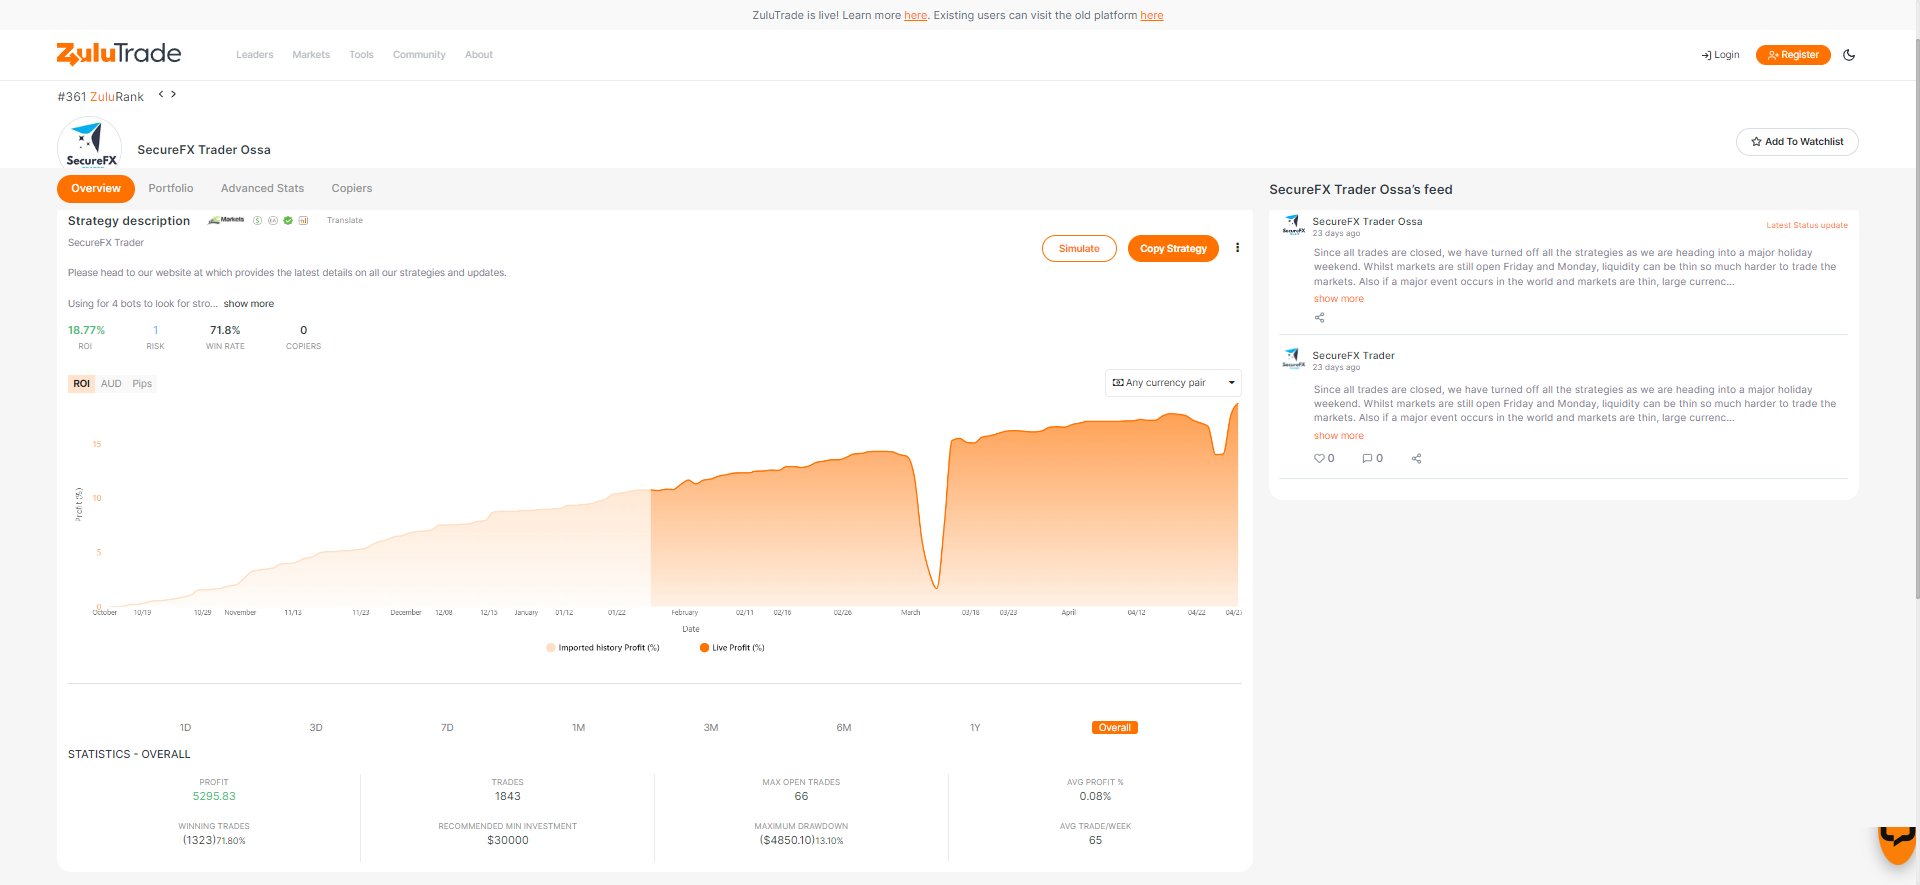 ZuluTrade is live! Learn more here. Existing users can visit the old platform here
ZuluTrade
Leaders
Markets
Tools
Community
About
Login
Register
#361 ZuluRank
SecureFX
SecureFX Trader Ossa
Add To Watchlist
Overview
Portfolio
Advanced Stats
Copiers
Strategy description
Markets
Translate
SecureFX Trader
Please head to our website at which provides the latest details on all our strategies and updates.
Using for 4 bots to look for stro... show more
Simulate
Copy Strategy
18.77%
ROI
1
RISK
71.8%
WIN RATE
0
COPIERS
ROI
AUD
Pips
Any currency pair
Profit (%)
15
10
5
0
October
10/19
10/29
November
11/13
11/23
December
12/08
12/15
January
01/12
01/22
February
02/11
02/16
02/26
March
03/18
03/23
April
04/12
04/22
Date
Imported history Profit (%)
Live Profit (%)
1D
3D
7D
1M
3M
6M
1Y
Overall
STATISTICS - OVERALL
PROFIT
5295.83
TRADES
1843
MAX OPEN TRADES
66
AVG PROFIT %
0.08%
WINNING TRADES
(1323)71.80%
RECOMMENDED MIN INVESTMENT
$30000
MAXIMUM DRAWDOWN
($4850.10)13.10%
AVG TRADE/WEEK
65
SecureFX Trader Ossa's feed
SecureFX Trader Ossa
23 days ago
Latest Status update
Since all trades are closed, we have turned off all the strategies as we are heading into a major holiday
weekend. Whilst markets are still open Friday and Monday, liquidity can be thin so much harder to trade the
markets. Also if a major event occurs in the world and markets are thin, large currenc...
show more
SecureFX Trader
23 days ago
Since all trades are closed, we have turned off all the strategies as we are heading into a major holiday
weekend. Whilst markets are still open Friday and Monday, liquidity can be thin so much harder to trade the
markets. Also if a major event occurs in the world and markets are thin, large currenc...
show more
0
0